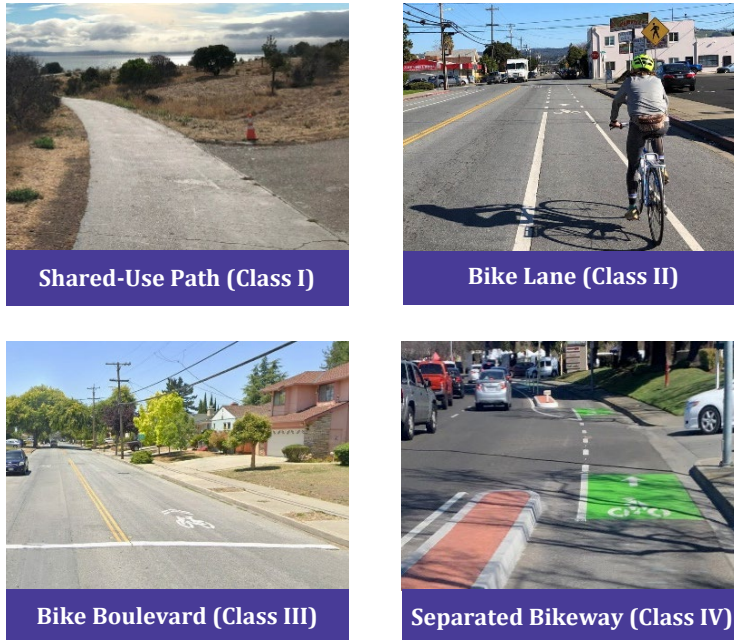 Shared-Use Path (Class I)
Bike Lane (Class II)
Bike Boulevard (Class III)
Separated Bikeway (Class IV)